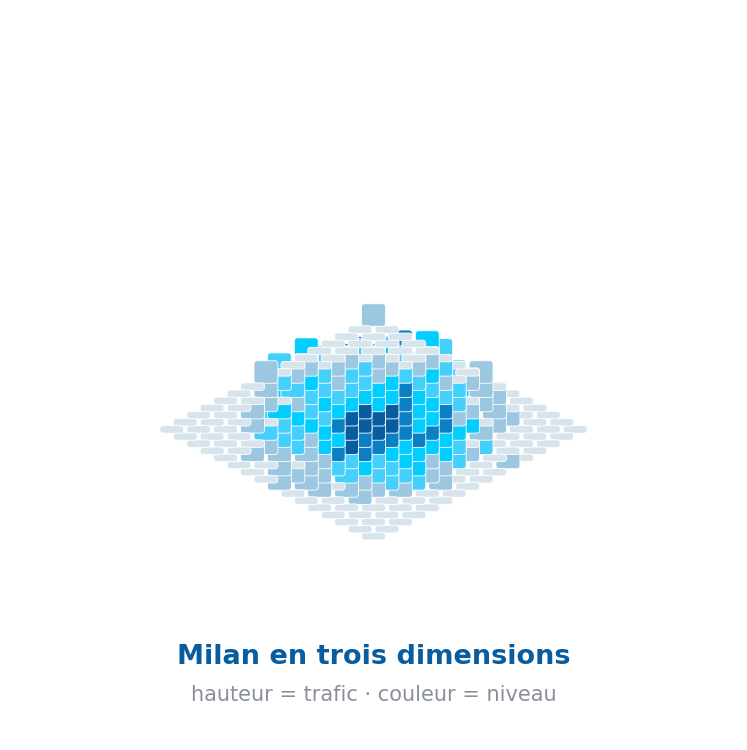 Milan en trois dimensions
hauteur = trafic · couleur = niveau